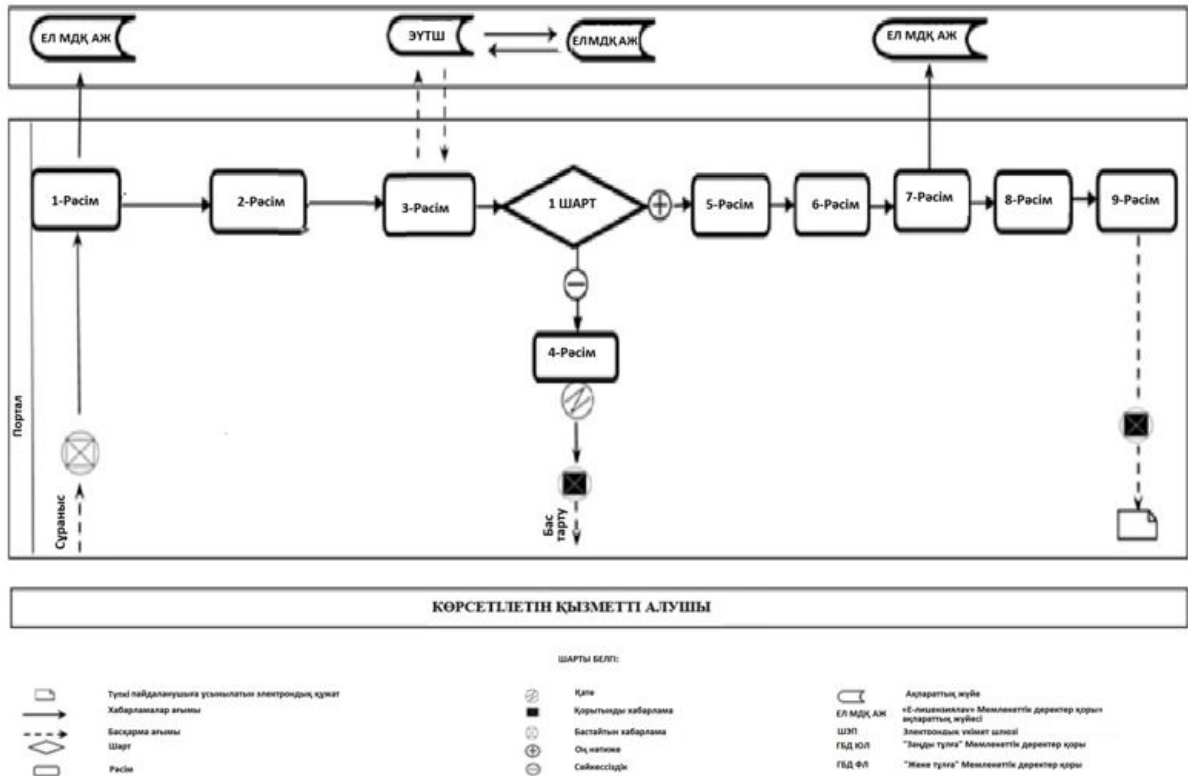 ЕЛ МДҚ АЖ
ЭҮТШ
ЕЛ МДҚ АЖ
ЕЛ МДҚ АЖ
1-Рәсім
2-Рәсім
3-Рәсім
1 ШАРТ
5-Рәсім
6-Рәсім
7-Рәсім
8-Рәсім
9-Рәсім
4-Рәсім
Портал
Сұраныс
Бас
тарту
КӨРСЕТІЛЕТІН ҚЫЗМЕТТІ АЛУШЫ
ШАРТЫ БЕЛГІ:
Түпкі пайдаланушыға ұсынылатын электрондық құжат
Хабарламалар ағымы
Басқарма ағымы
Шарт
Рәсім
Қате
Қорытынды хабарлама
Бастайтын хабарлама
Оң нәтиже
Сәйкессіздік
Ақпараттық жүйе
ЕЛ МДҚ АЖ «Е-лицензиялау» Мемлекеттік деректер қоры»
ақпараттық жүйесі
ШЭП Электрондық үкімет шлюзі
ГБД ЮЛ "Заңды тұлға" Мемлекеттік деректер қоры
ГБД ФЛ "Жеке тұлға" Мемлекеттік деректер қоры